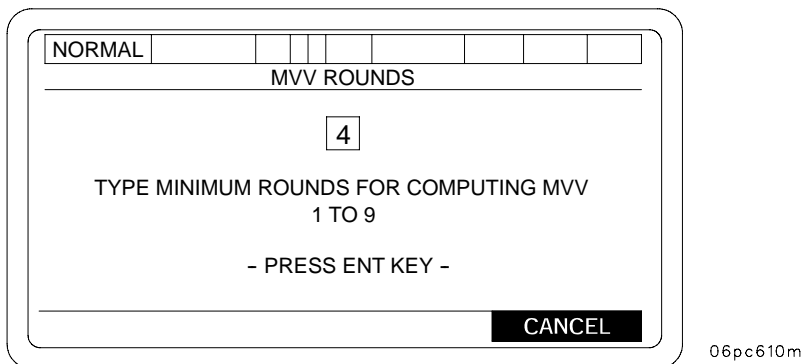 NORMAL
MVV ROUNDS
4
TYPE MINIMUM ROUNDS FOR COMPUTING MVV
1 TO 9
- PRESS ENT KEY -
CANCEL
06pc610m